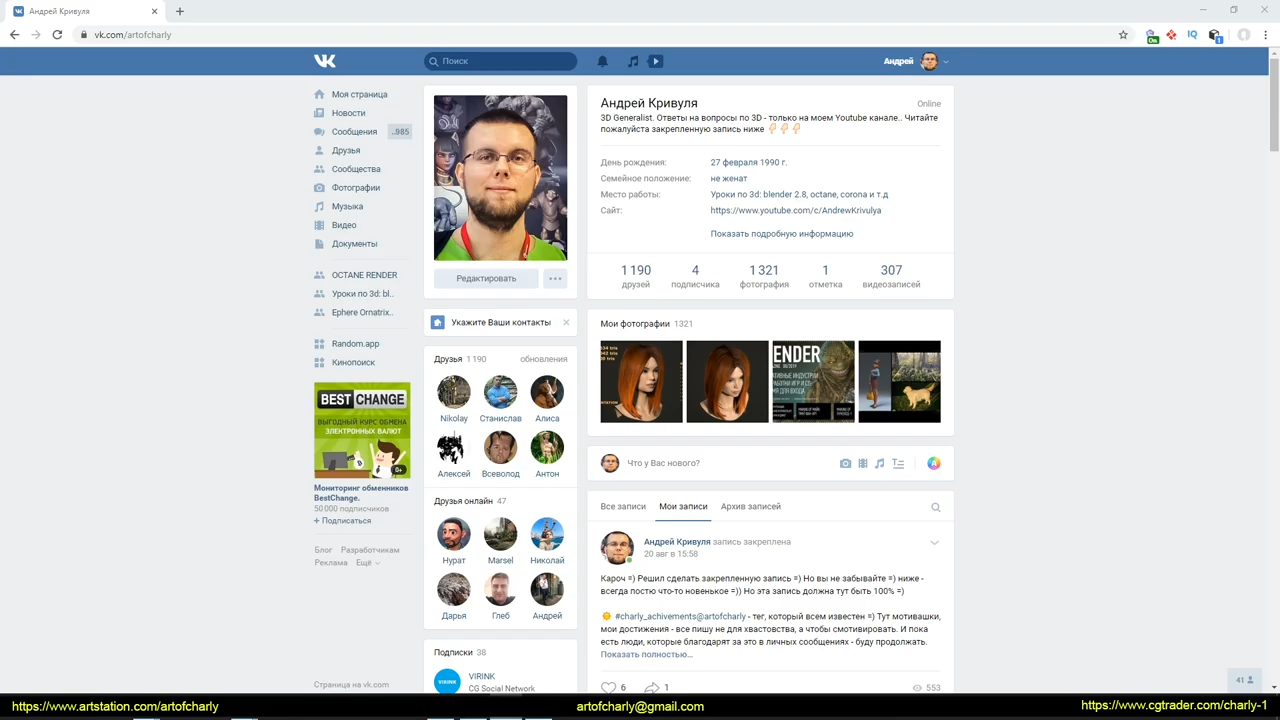 Андрей Кривуля
vk.com/artofcharly
Поиск
Андрей
Моя страница
Новости
Сообщения ..985
Друзья
Сообщества
Фотографии
Музыка
Видео
Документы
OCTANE RENDER
Уроки по 3d: bl..
Ephere Ornatrix..
Random.app
Кинопоиск
BESTCHANGE
ВЫГОДНЫЙ КУРС ОБМЕНА
ЭЛЕКТРОННЫХ ВАЛЮТ
0+
Мониторинг обменников
BestChange.
50 000 подписчиков
+ Подписаться
Блог Разработчикам
Реклама Ещё
Страница на vk.com
Редактировать
Укажите Ваши контакты
Друзья 1 190 обновления
Nikolay Станислав Алиса
Алексей Всеволод Антон
Друзья онлайн 47
Нурат Marsel Николай
Дарья Глеб Андрей
Подписки 38
VIRINK
VIRINK
CG Social Network
Андрей Кривуля Online
3D Generalist. Ответы на вопросы по 3D - только на моем Youtube канале.. Читайте
пожалуйста закрепленную запись ниже
День рождения: 27 февраля 1990 г.
Семейное положение: не женат
Место работы: Уроки по 3d: blender 2.8, octane, corona и т.д
Сайт: https://www.youtube.com/c/AndrewKrivulya
Показать подробную информацию
1 190 4 1 321 1 307
друзей подписчика фотография отметка видеозаписей
Мои фотографии 1321
ENDER
Что у Вас нового?
Все записи Мои записи Архив записей
Андрей Кривуля запись закреплена
20 авг в 15:58
Кароч =) Решил сделать закрепленную запись =) Но вы не забывайте =) ниже -
всегда постю что-то новенькое =)) Но эта запись должна тут быть 100% =)
#charly_achivements@artofcharly - тег, который всем известен =) Тут мотивашки,
мои достижения - все пишу не для хвастовства, а чтобы смотивировать. И пока
есть люди, которые благодарят за это в личных сообщениях - буду продолжать.
Показать полностью…
6 1 553
41
https://www.artstation.com/artofcharly artofcharly@gmail.com https://www.cgtrader.com/charly-1